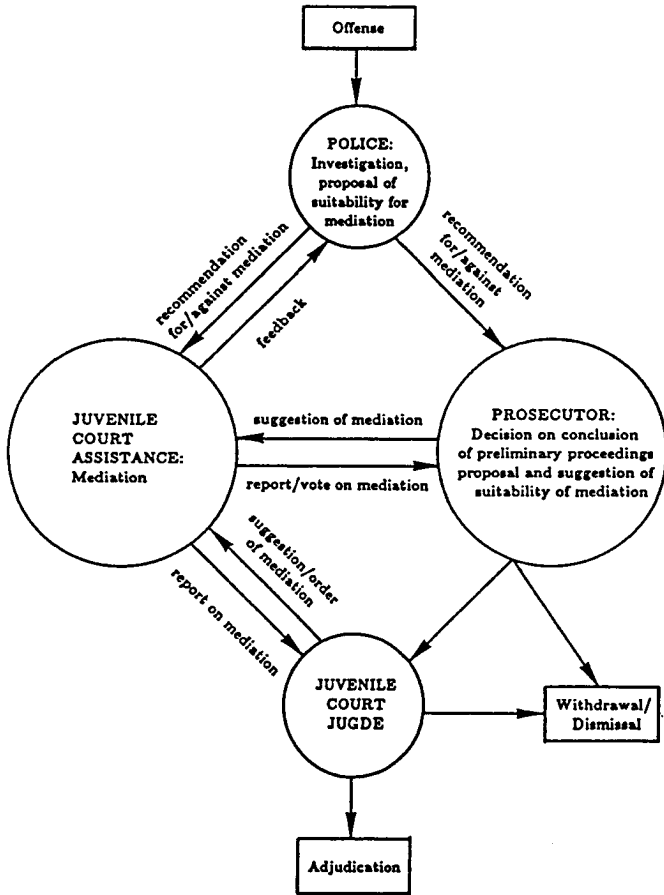 Offense
POLICE:
Investigation,
proposal of
suitability for
mediation
recommendation
for/against mediation
feedback
recommendation
for/against
mediation
JUVENILE
COURT
ASSISTANCE:
Mediation
suggestion of mediation
report/vote on mediation
PROSECUTOR:
Decision on conclusion
of preliminary proceedings
proposal and suggestion of
suitability of mediation
suggestion/order
of mediation
report on mediation
JUVENILE
COURT
JUGDE
Withdrawal/
Dismissal
Adjudication